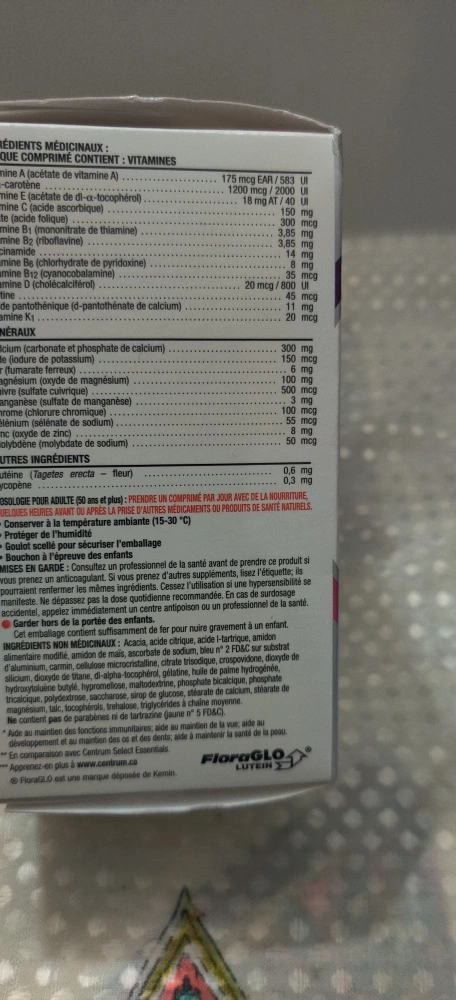 RÉDIENTS MÉDICINAUX :
QUE COMPRIMÉ CONTIENT : VITAMINES
mine A (acétate de vitamine A) ........ 175 mcg EAR / 583 UI
-carotène ........ 1200 mcg / 2000 UI
mine E (acétate de dl-α-tocophérol) ........ 18 mg AT / 40 UI
mine C (acide ascorbique) ........ 150 mg
te (acide folique) ........ 300 mcg
mine B1 (mononitrate de thiamine) ........ 3,85 mg
mine B2 (riboflavine) ........ 3,85 mg
cinamide ........ 14 mg
mine B6 (chlorhydrate de pyridoxine) ........ 8 mg
amine B12 (cyanocobalamine) ........ 35 mcg
amine D (cholécalciférol) ........ 20 mcg / 800 UI
tine ........ 45 mcg
de pantothénique (d-pantothénate de calcium) ........ 11 mg
amine K1 ........ 20 mcg
NÉRAUX
lcium (carbonate et phosphate de calcium) ........ 300 mg
le (iodure de potassium) ........ 150 mcg
r (fumarate ferreux) ........ 6 mg
agnésium (oxyde de magnésium) ........ 100 mg
ivre (sulfate cuivrique) ........ 500 mcg
anganèse (sulfate de manganèse) ........ 3 mg
hrome (chlorure chromique) ........ 100 mcg
élénium (sélénate de sodium) ........ 55 mcg
nc (oxyde de zinc) ........ 8 mg
olybdène (molybdate de sodium) ........ 50 mcg
UTRES INGRÉDIENTS
utéine (Tagetes erecta – fleur) ........ 0,6 mg
ycopène ........ 0,3 mg
OSOLOGIE POUR ADULTE (50 ans et plus) : PRENDRE UN COMPRIMÉ PAR JOUR AVEC DE LA NOURRITURE,
UELQUES HEURES AVANT OU APRÈS LA PRISE D'AUTRES MÉDICAMENTS OU PRODUITS DE SANTÉ NATURELS.
• Conserver à la température ambiante (15-30 °C)
• Protéger de l'humidité
• Goulot scellé pour sécuriser l'emballage
• Bouchon à l'épreuve des enfants
MISES EN GARDE : Consultez un professionnel de la santé avant de prendre ce produit si
vous prenez un anticoagulant. Si vous prenez d'autres suppléments, lisez l'étiquette; ils
pourraient renfermer les mêmes ingrédients. Cessez l'utilisation si une hypersensibilité se
manifeste. Ne dépassez pas la dose quotidienne recommandée. En cas de surdosage
accidentel, appelez immédiatement un centre antipoison ou un professionnel de la santé.
Garder hors de la portée des enfants.
Cet emballage contient suffisamment de fer pour nuire gravement à un enfant.
INGRÉDIENTS NON MÉDICINAUX : Acacia, acide citrique, acide l-tartrique, amidon
alimentaire modifié, amidon de maïs, ascorbate de sodium, bleu nº 2 FD&C sur substrat
d'aluminium, carmin, cellulose microcristalline, citrate trisodique, crospovidone, dioxyde de
silicium, dioxyde de titane, dl-alpha-tocophérol, gélatine, huile de palme hydrogénée,
hydroxytoluène butylé, hypromellose, maltodextrine, phosphate bicalcique, phosphate
tricalcique, polydextrose, saccharose, sirop de glucose, stéarate de calcium, stéarate de
magnésium, talc, tocophérols, trehalose, triglycérides à chaîne moyenne.
Ne contient pas de parabènes ni de tartrazine (jaune nº 5 FD&C).
* Aide au maintien des fonctions immunitaires; aide au maintien de la vue; aide au
développement et au maintien des os et des dents; aide à maintenir la santé de la peau.
** En comparaison avec Centrum Select Essentials.
*** Apprenez-en plus à www.centrum.ca
® FloraGLO est une marque déposée de Kemin.
FloraGLO®
LUTEIN